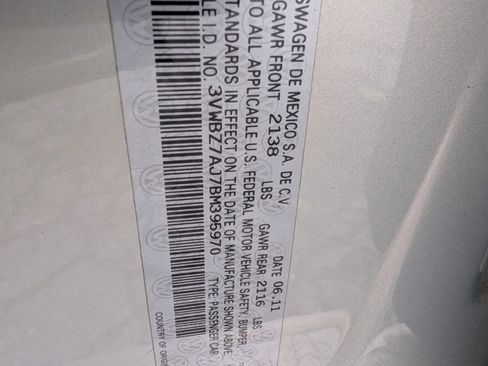 SWAGEN DE MEXICO S.A. DE C.V. DATE 06.11
GAWR FRONT 2138 LBS GAWR REAR 2116 LBS
TO ALL APPLICABLE U.S. FEDERAL MOTOR VEHICLE SAFETY, BUMPER,
STANDARDS IN EFFECT ON THE DATE OF MANUFACTURE SHOWN ABOVE.
LE I.D. NO. 3VWBZ7AJ7BM395970 TYPE: PASSENGER CAR
COUNTRY OF ORIGI